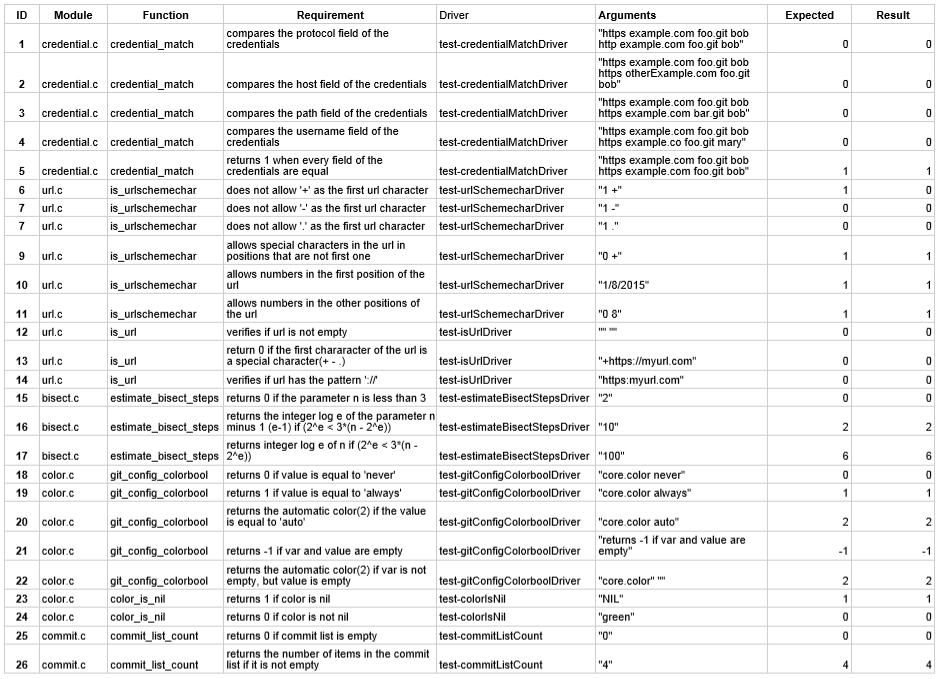 ID Module Function Requirement Driver Arguments Expected Result
1 credential.c credential_match compares the protocol field of the credentials test-credentialMatchDriver "https example.com foo.git bob http example.com foo.git bob" 0 0
2 credential.c credential_match compares the host field of the credentials test-credentialMatchDriver "https example.com foo.git bob https otherExample.com foo.git bob" 0 0
3 credential.c credential_match compares the path field of the credentials test-credentialMatchDriver "https example.com foo.git bob https example.com bar.git bob" 0 0
4 credential.c credential_match compares the username field of the credentials test-credentialMatchDriver "https example.com foo.git bob https example.co foo.git mary" 0 0
5 credential.c credential_match returns 1 when every field of the credentials are equal test-credentialMatchDriver "https example.com foo.git bob https example.com foo.git bob" 1 1
6 url.c is_urlschemechar does not allow '+' as the first url character test-urlSchemecharDriver "1 +" 1 0
7 url.c is_urlschemechar does not allow '-' as the first url character test-urlSchemecharDriver "1 -" 0 0
7 url.c is_urlschemechar does not allow '.' as the first url character test-urlSchemecharDriver "1 ." 0 0
9 url.c is_urlschemechar allows special characters in the url in positions that are not first one test-urlSchemecharDriver "0 +" 1 1
10 url.c is_urlschemechar allows numbers in the first position of the url test-urlSchemecharDriver "1/8/2015" 1 1
11 url.c is_urlschemechar allows numbers in the other positions of the url test-urlSchemecharDriver "0 8" 1 1
12 url.c is_url verifies if url is not empty test-isUrlDriver "" "" 0 0
13 url.c is_url return 0 if the first chararacter of the url is a special character(+ - .) test-isUrlDriver "+https://myurl.com" 0 0
14 url.c is_url verifies if url has the pattern '://' test-isUrlDriver "https:myurl.com" 0 0
15 bisect.c estimate_bisect_steps returns 0 if the parameter n is less than 3 test-estimateBisectStepsDriver "2" 0 0
16 bisect.c estimate_bisect_steps returns the integer log e of the parameter n minus 1 (e-1) if (2^e < 3*(n - 2^e)) test-estimateBisectStepsDriver "10" 2 2
17 bisect.c estimate_bisect_steps returns integer log e of n if (2^e < 3*(n - 2^e)) test-estimateBisectStepsDriver "100" 6 6
18 color.c git_config_colorbool returns 0 if value is equal to 'never' test-gitConfigColorboolDriver "core.color never" 0 0
19 color.c git_config_colorbool returns 1 if value is equal to 'always' test-gitConfigColorboolDriver "core.color always" 1 1
20 color.c git_config_colorbool returns the automatic color(2) if the value is equal to 'auto' test-gitConfigColorboolDriver "core.color auto" 2 2
21 color.c git_config_colorbool returns -1 if var and value are empty test-gitConfigColorboolDriver "returns -1 if var and value are empty" -1 -1
22 color.c git_config_colorbool returns the automatic color(2) if var is not empty, but value is empty test-gitConfigColorboolDriver "core.color" "" 2 2
23 color.c color_is_nil returns 1 if color is nil test-colorIsNil "NIL" 1 1
24 color.c color_is_nil returns 0 if color is not nil test-colorIsNil "green" 0 0
25 commit.c commit_list_count returns 0 if commit list is empty test-commitListCount "0" 0 0
26 commit.c commit_list_count returns the number of items in the commit list if it is not empty test-commitListCount "4" 4 4